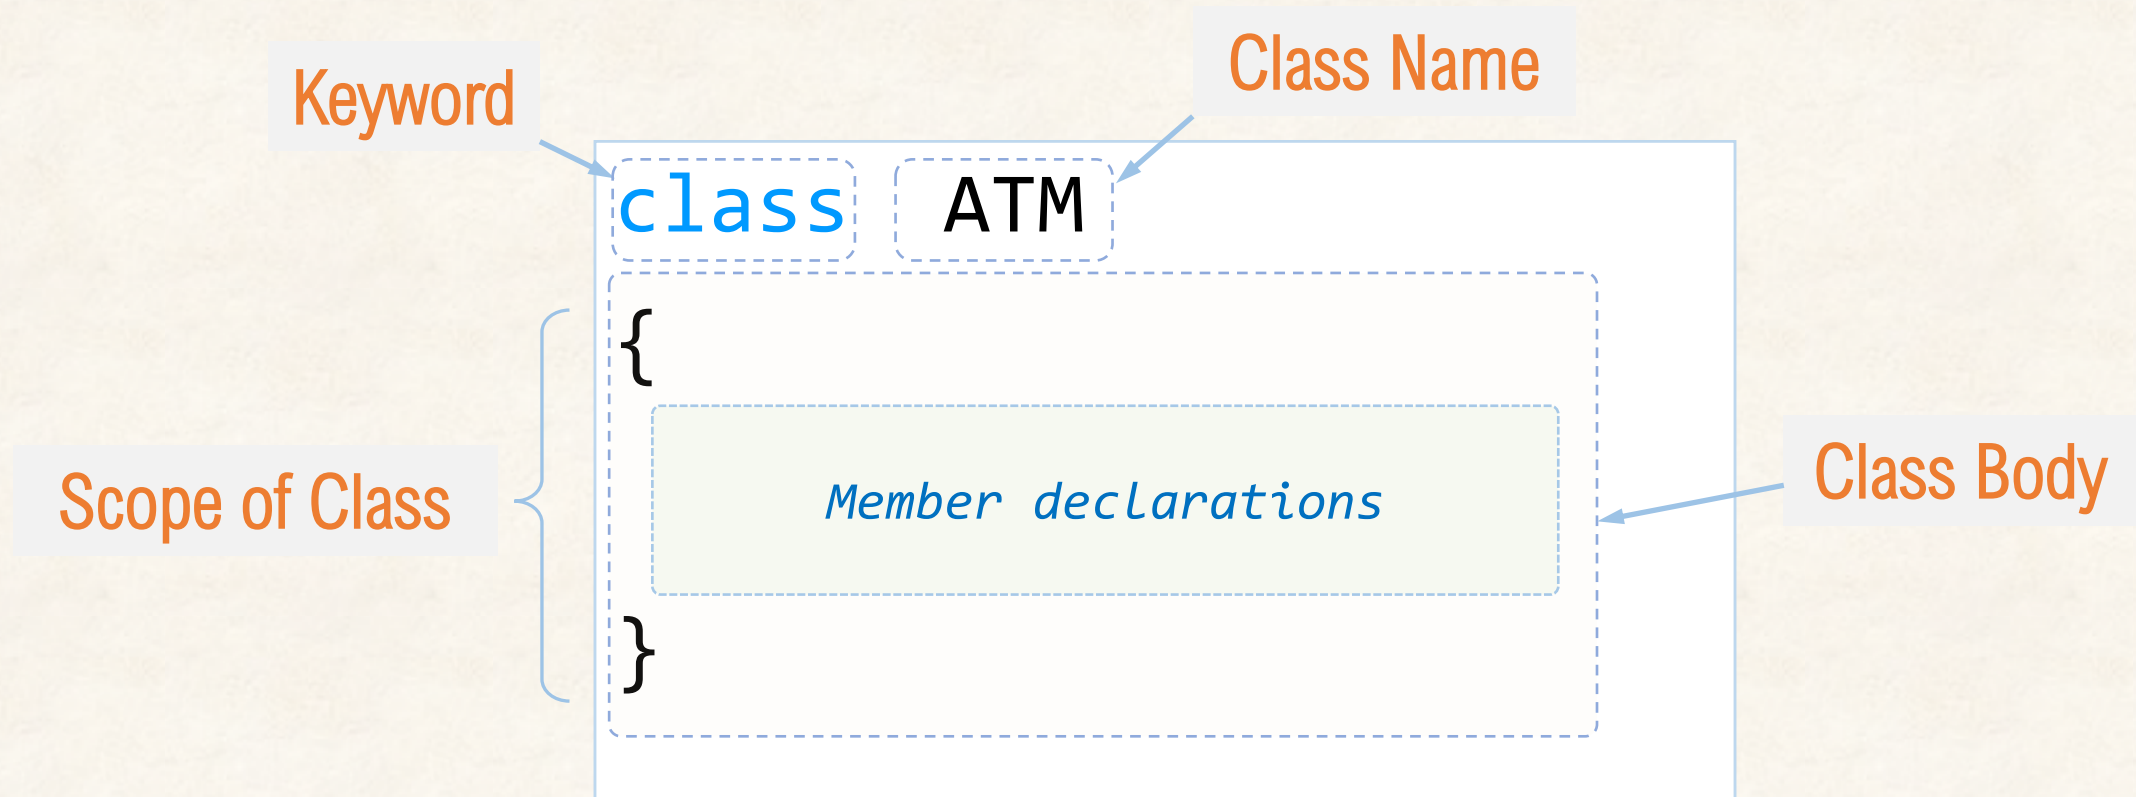 Class Name
Keyword
class ATM
{
Scope of Class
Member declarations
Class Body
}